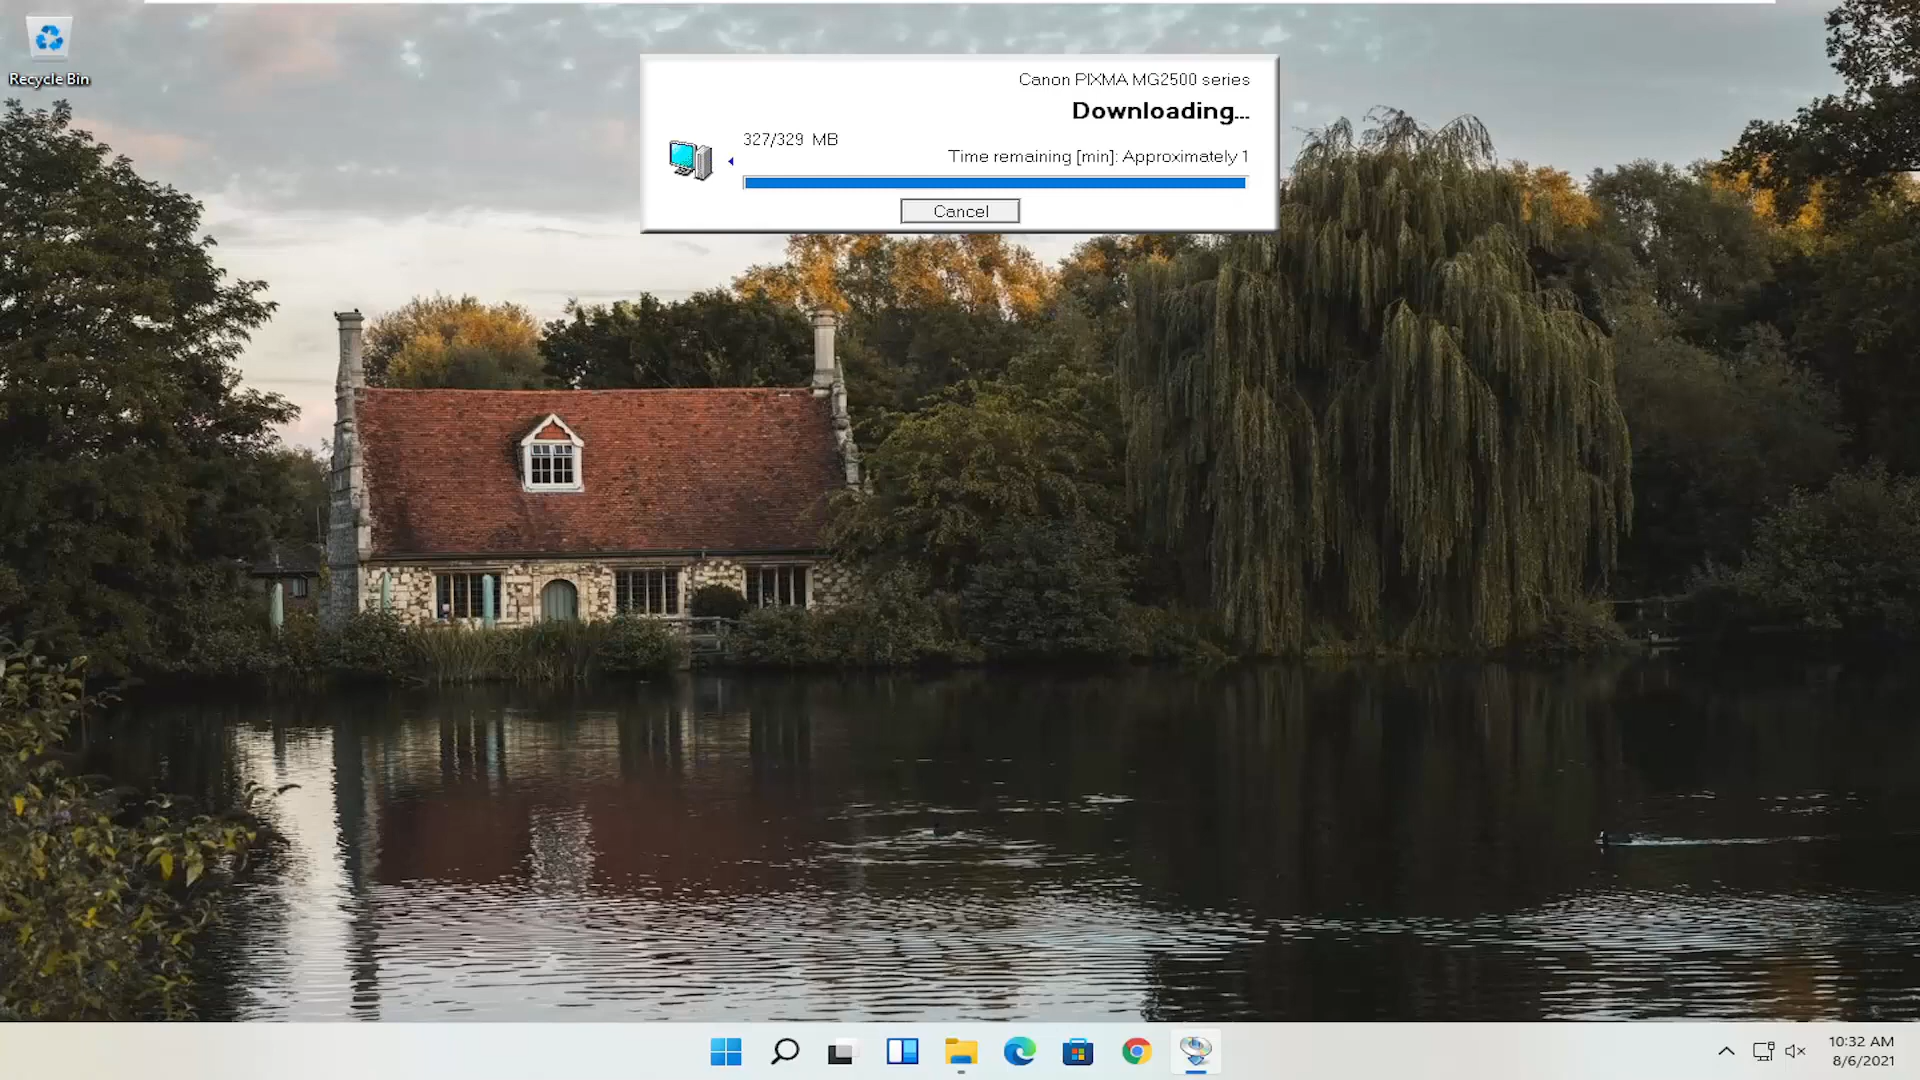 Recycle Bin
Canon PIXMA MG2500 series
Downloading...
327/329 MB
Time remaining [min]: Approximately 1
Cancel
10:32 AM
8/6/2021